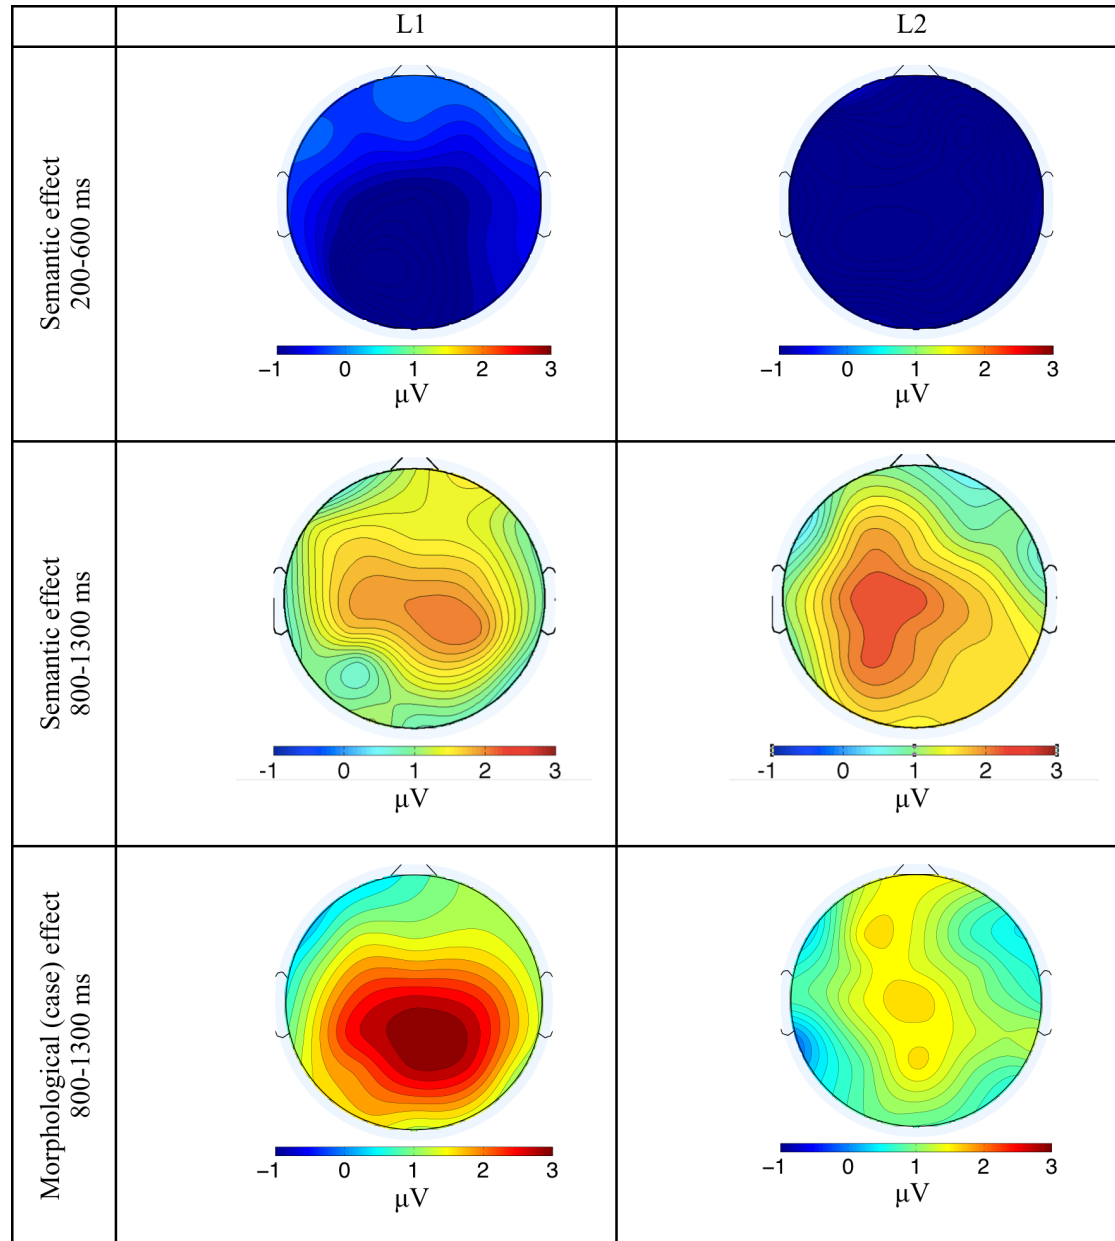 L1
L2
Semantic effect
200-600 ms
−1 0 1 2 3
µV
−1 0 1 2 3
µV
Semantic effect
800-1300 ms
-1 0 1 2 3
µV
-1 0 1 2 3
µV
Morphological (case) effect
800-1300 ms
−1 0 1 2 3
µV
−1 0 1 2 3
µV